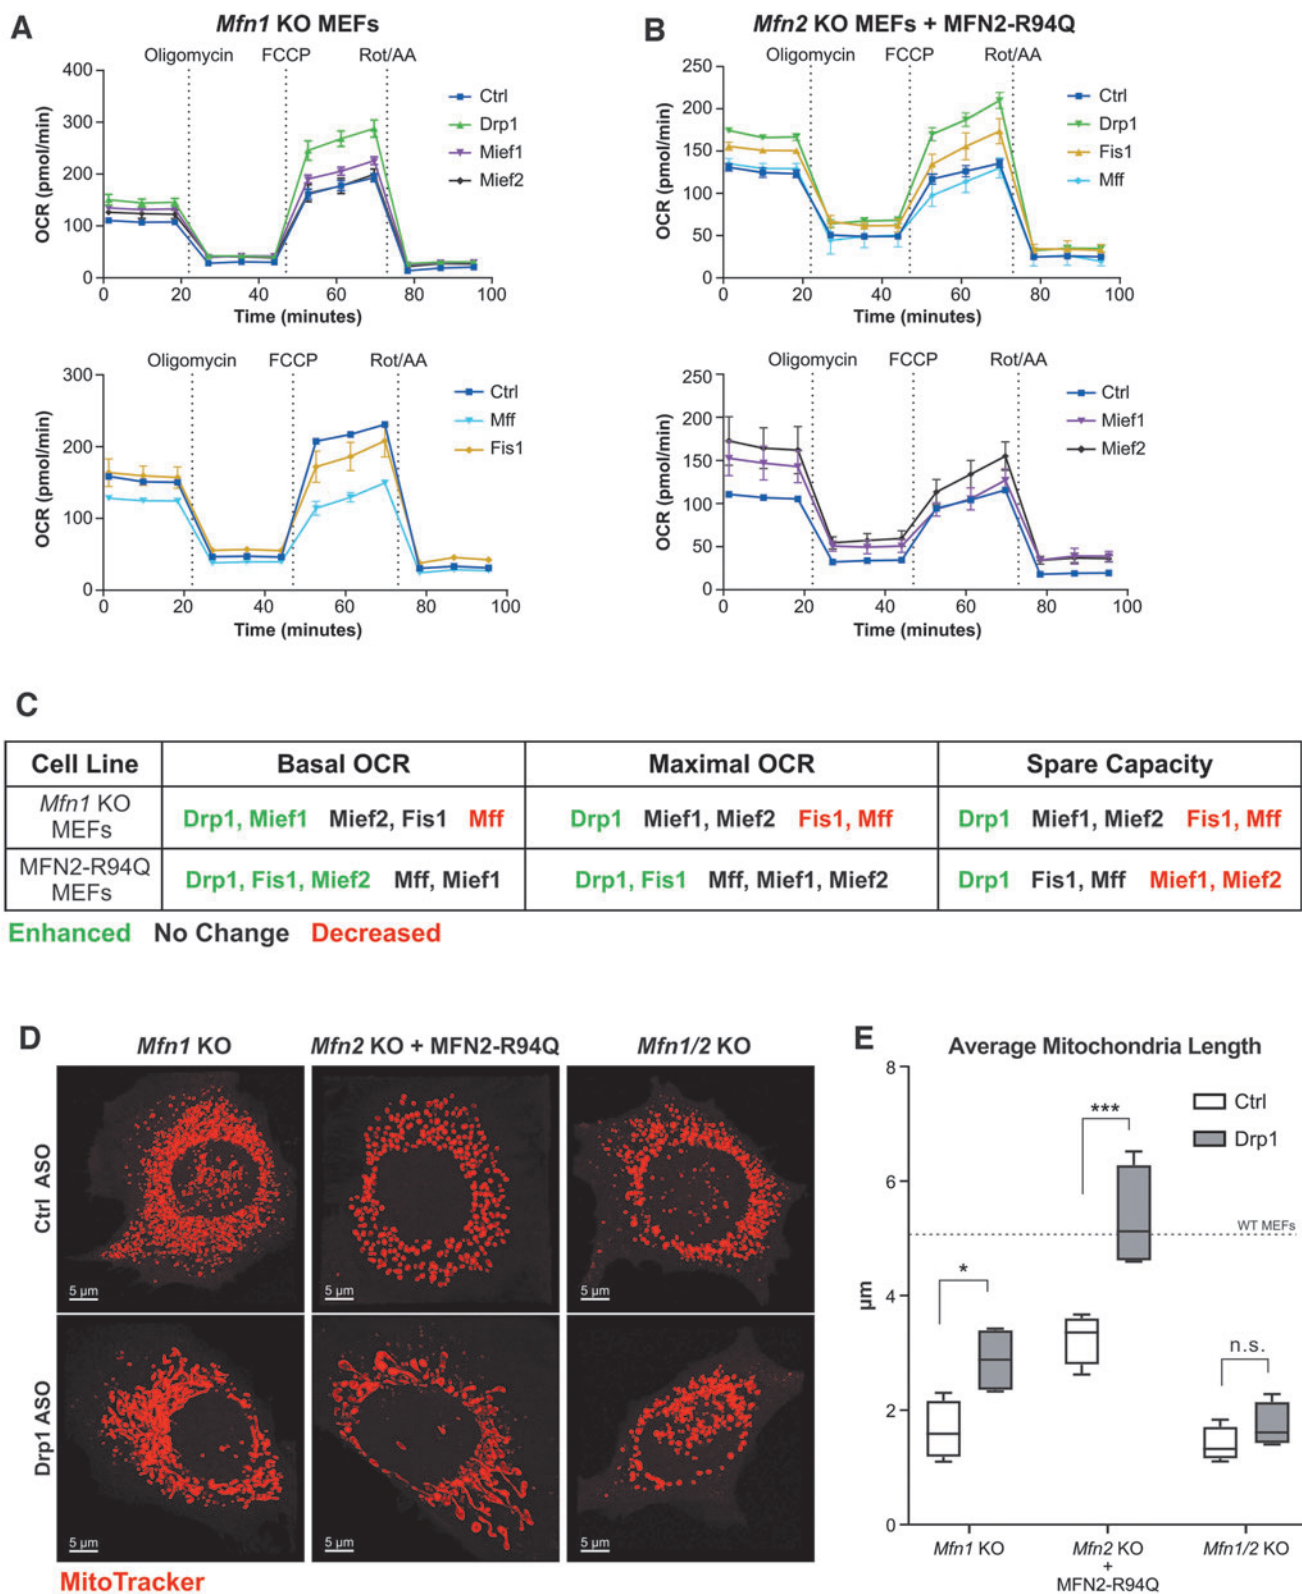 A
Mfn1 KO MEFs
Oligomycin FCCP Rot/AA
OCR (pmol/min)
400
300
200
100
0
0 20 40 60 80 100
Time (minutes)
Ctrl
Drp1
Mief1
Mief2
Oligomycin FCCP Rot/AA
OCR (pmol/min)
300
200
100
0
0 20 40 60 80 100
Time (minutes)
Ctrl
Mff
Fis1
B
Mfn2 KO MEFs + MFN2-R94Q
Oligomycin FCCP Rot/AA
OCR (pmol/min)
250
200
150
100
50
0
0 20 40 60 80 100
Time (minutes)
Ctrl
Drp1
Fis1
Mff
Oligomycin FCCP Rot/AA
OCR (pmol/min)
250
200
150
100
50
0
0 20 40 60 80 100
Time (minutes)
Ctrl
Mief1
Mief2
C
Cell Line Basal OCR Maximal OCR Spare Capacity
Mfn1 KO
MEFs
Drp1, Mief1 Mief2, Fis1 Mff
Drp1 Mief1, Mief2 Fis1, Mff
Drp1 Mief1, Mief2 Fis1, Mff
MFN2-R94Q
MEFs
Drp1, Fis1, Mief2 Mff, Mief1
Drp1, Fis1 Mff, Mief1, Mief2
Drp1 Fis1, Mff Mief1, Mief2
Enhanced No Change Decreased
D
Mfn1 KO Mfn2 KO + MFN2-R94Q Mfn1/2 KO
Ctrl ASO
5 µm 5 µm 5 µm
Drp1 ASO
5 µm 5 µm 5 µm
MitoTracker
E
Average Mitochondria Length
µm
8
6
4
2
0
Ctrl
Drp1
***
WT MEFs
*
n.s.
Mfn1 KO
Mfn2 KO
+
MFN2-R94Q
Mfn1/2 KO